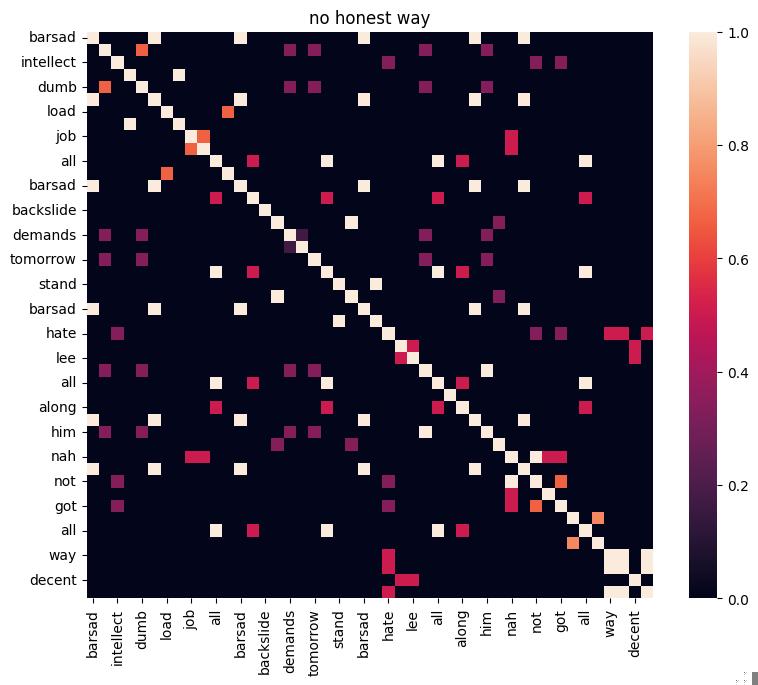 no honest way
barsad
intellect
dumb
load
job
all
barsad
backslide
demands
tomorrow
stand
barsad
hate
lee
all
along
him
nah
not
got
all
way
decent
1.0
0.8
0.6
0.4
0.2
0.0
barsad
intellect
dumb
load
job
all
barsad
backslide
demands
tomorrow
stand
barsad
hate
lee
all
along
him
nah
not
got
all
way
decent